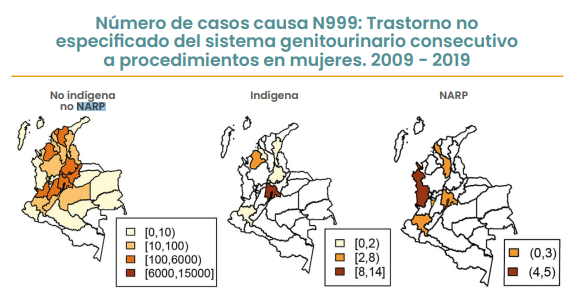 Número de casos causa N999: Trastorno no
especificado del sistema genitourinario consecutivo
a procedimientos en mujeres. 2009 - 2019
No indígena
no NARP
Indígena
NARP
[0,10)
[10,100)
[100,6000)
[6000,15000]
[0,2)
[2,8)
[8,14]
(0,3)
(4,5)